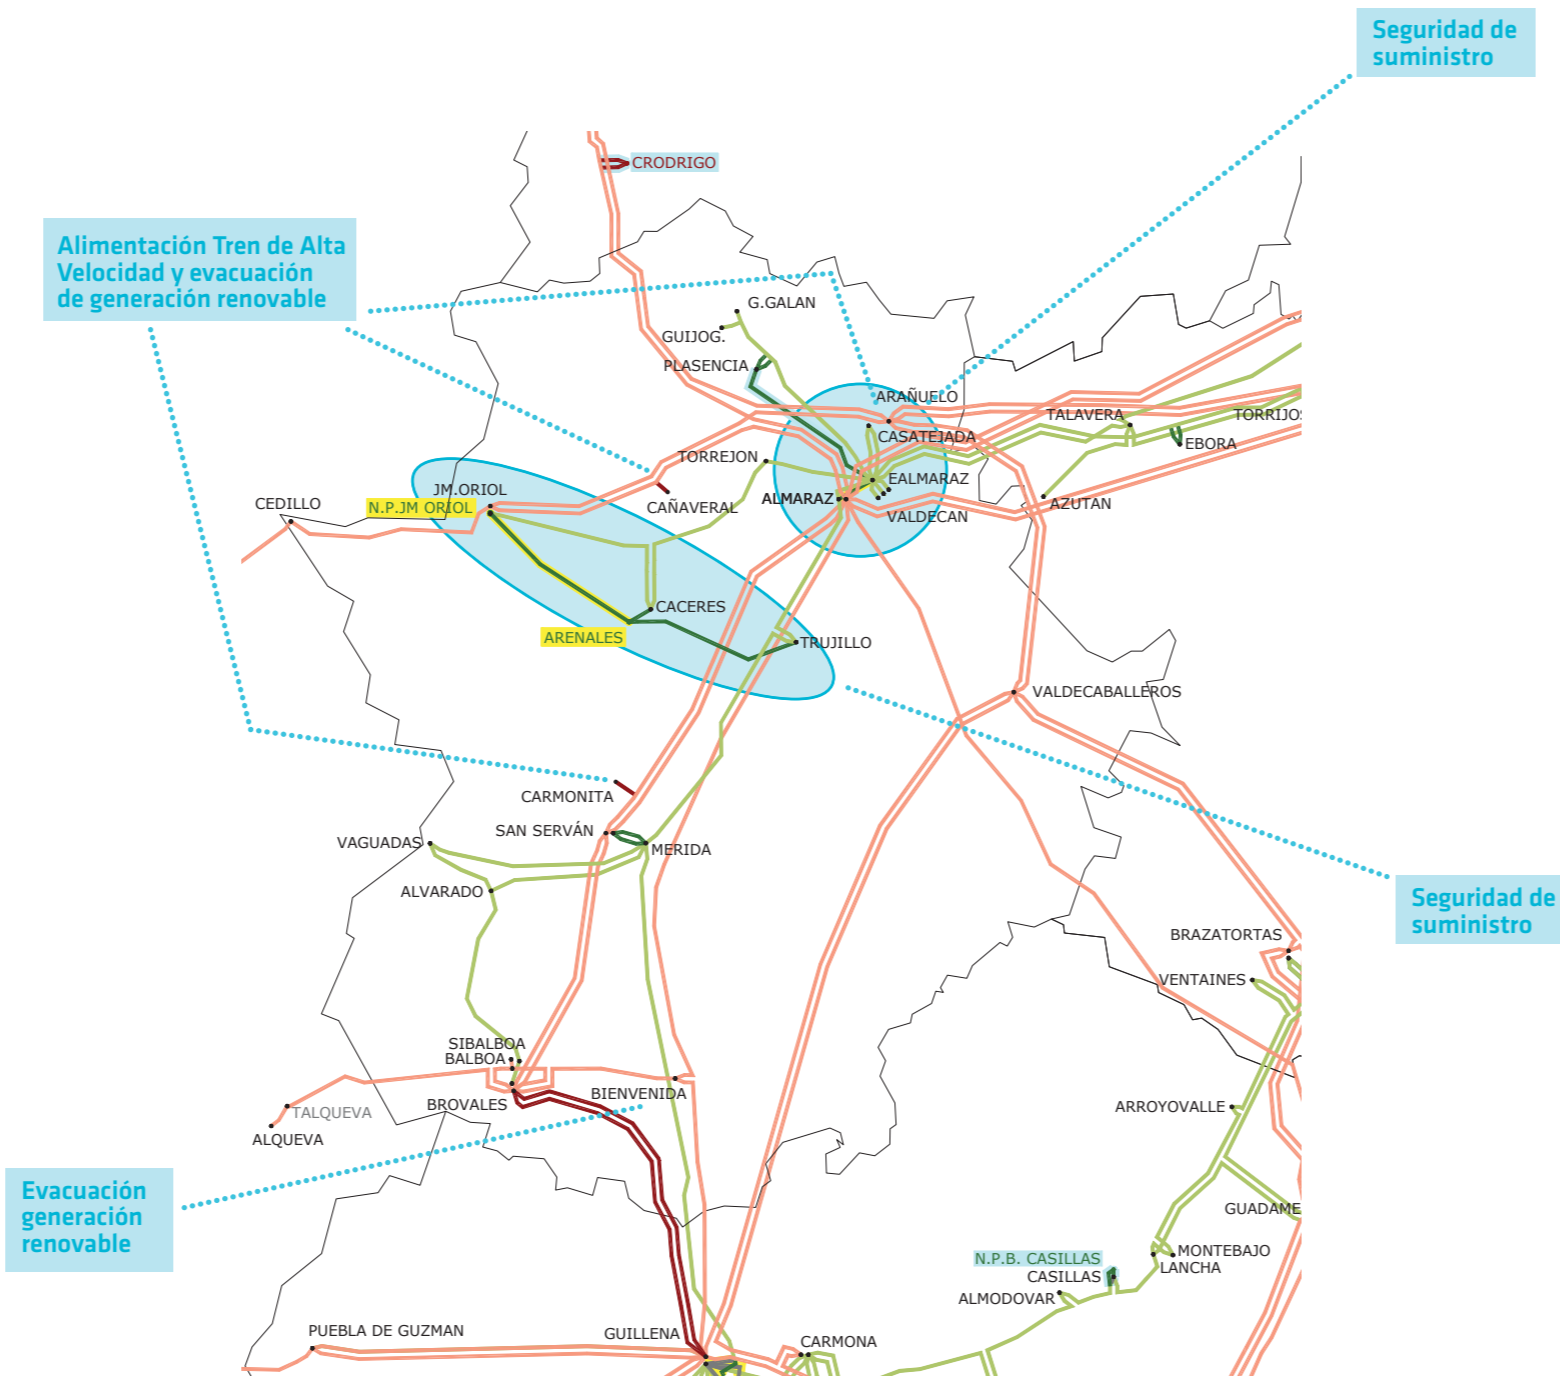 Seguridad de
suministro
CRODRIGO
Alimentación Tren de Alta
Velocidad y evacuación
de generación renovable
G.GALAN
GUIJOG.
PLASENCIA
ARAÑUELO
TALAVERA
TORRIJOS
CASATEJADA
EBORA
TORREJON
EALMARAZ
JM.ORIOL
ALMARAZ
CEDILLO
N.P.JM ORIOL
CAÑAVERAL
AZUTAN
VALDECAN
CACERES
ARENALES
TRUJILLO
VALDECABALLEROS
CARMONITA
SAN SERVÁN
VAGUADAS
MERIDA
ALVARADO
Seguridad de
suministro
BRAZATORTAS
VENTAINES
SIBALBOA
BALBOA
BIENVENIDA
BROVALES
ARROYOVALLE
TALQUEVA
ALQUEVA
Evacuación
generación
renovable
GUADAME
MONTEBAJO
N.P.B. CASILLAS
LANCHA
CASILLAS
ALMODOVAR
PUEBLA DE GUZMAN
GUILLENA
CARMONA